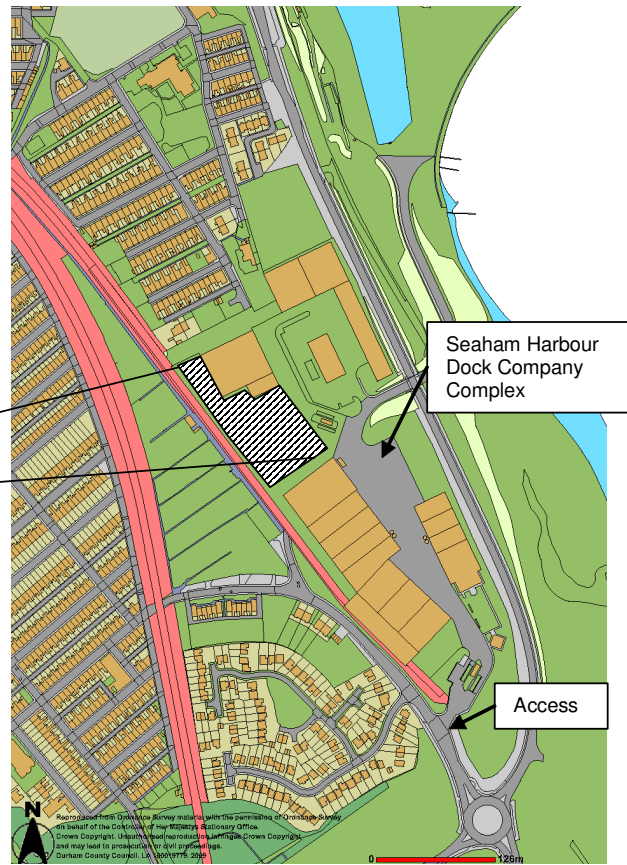 Seaham Harbour
Dock Company
Complex
Access
N
Reproduced from Ordnance Survey material with the permission of Ordnance Survey
on behalf of the Controller of Her Majestys Stationary Office.
Crown Copyright. Unauthorised reproduction infringes Crown Copyright
and may lead to prosecution or civil proceedings.
Durham County Council. LA 100019779. 2009
0 126m